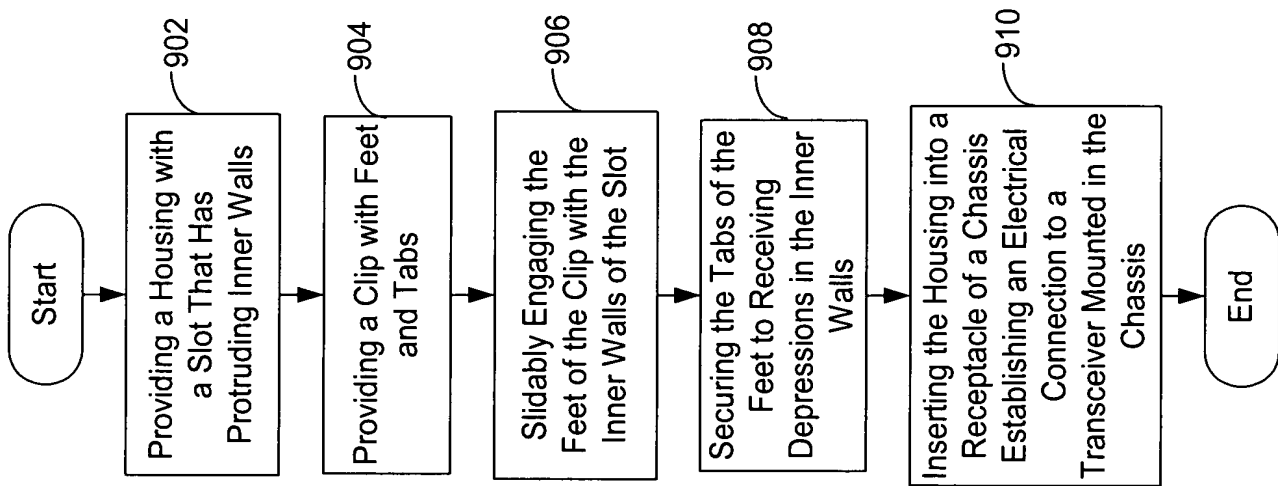 Start
902
Providing a Housing with
a Slot That Has
Protruding Inner Walls
904
Providing a Clip with Feet
and Tabs
906
Slidably Engaging the
Feet of the Clip with the
Inner Walls of the Slot
908
Securing the Tabs of the
Feet to Receiving
Depressions in the Inner
Walls
910
Inserting the Housing into a
Receptacle of a Chassis
Establishing an Electrical
Connection to a
Transceiver Mounted in the
Chassis
End